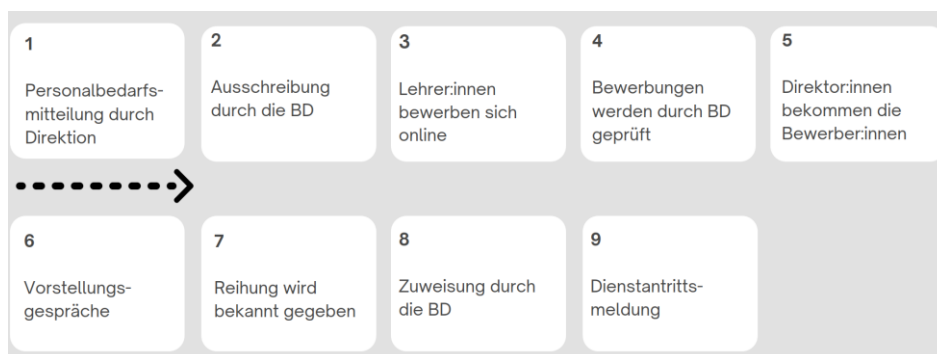 1
Personalbedarfs-
mitteilung durch
Direktion
2
Ausschreibung
durch die BD
3
Lehrer:innen
bewerben sich
online
4
Bewerbungen
werden durch BD
geprüft
5
Direktor:innen
bekommen die
Bewerber:innen
6
Vorstellungs-
gespräche
7
Reihung wird
bekannt gegeben
8
Zuweisung durch
die BD
9
Dienstantritts-
meldung